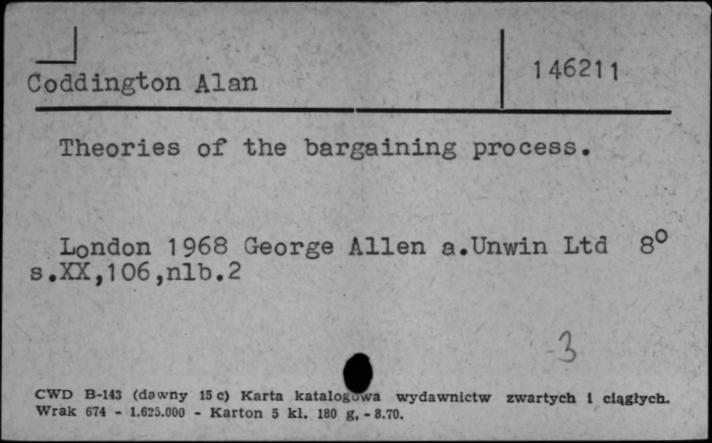 Coddington Alan
146211
Theories of the bargaining process.
London 1968 George Allen a.Unwin Ltd 8⁰
s.XX,106,nlb.2
3
CWD B-143 (dawny 15 c) Karta katalogowa wydawnictw zwartych i ciągłych.
Wrak 674 - 1.625.000 - Karton 5 kl. 180 g, - 8.70.